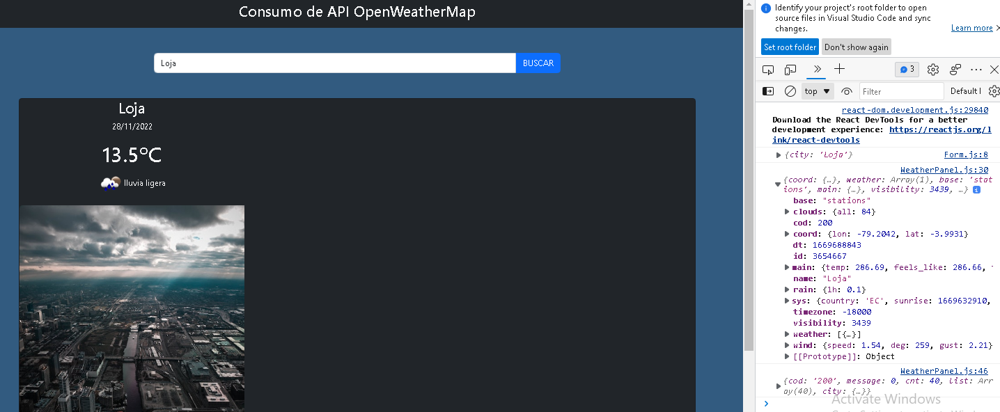 Consumo de API OpenWeatherMap
Loja
BUSCAR
Loja
28/11/2022
13.5°C
lluvia ligera
Identify your project's root folder to open
source files in Visual Studio Code and sync
changes.
Learn more
Set root folder
Don't show again
3
top
Filter
Default l
react-dom.development.js:29840
Download the React DevTools for a better
development experience: https://reactjs.org/l
ink/react-devtools
{city: 'Loja'}
Form.js:8
WeatherPanel.js:30
{coord: {…}, weather: Array(1), base: 'stat
ions', main: {…}, visibility: 3439, …}
base: "stations"
clouds: {all: 84}
cod: 200
coord: {lon: -79.2042, lat: -3.9931}
dt: 1669688843
id: 3654667
main: {temp: 286.69, feels_like: 286.66,
name: "Loja"
rain: {1h: 0.1}
sys: {country: 'EC', sunrise: 1669632910,
timezone: -18000
visibility: 3439
weather: [{…}]
wind: {speed: 1.54, deg: 259, gust: 2.21}
[[Prototype]]: Object
WeatherPanel.js:46
{cod: '200', message: 0, cnt: 40, list: Arr
ay(40), city: {…}}
Activate Windows